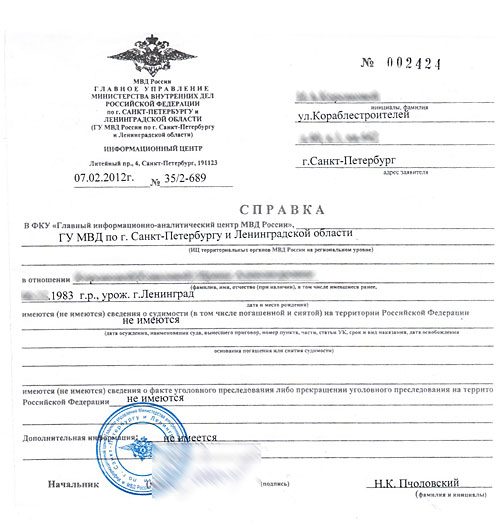 № 002424
МВД России
ГЛАВНОЕ УПРАВЛЕНИЕ
МИНИСТЕРСТВА ВНУТРЕННИХ ДЕЛ
РОССИЙСКОЙ ФЕДЕРАЦИИ
по г. САНКТ-ПЕТЕРБУРГУ и
ЛЕНИНГРАДСКОЙ ОБЛАСТИ
(ГУ МВД России по г. Санкт-Петербургу
и Ленинградской области)
ИНФОРМАЦИОННЫЙ ЦЕНТР
Литейный пр., 4, Санкт-Петербург, 191123
07.02.2012г. № 35/2-689
инициалы, фамилия
ул.Кораблестроителей
г.Санкт-Петербург
адрес заявителя
СПРАВКА
В ФКУ «Главный информационно-аналитический центр МВД России»,
ГУ МВД по г. Санкт-Петербургу и Ленинградской области
(ИЦ территориальных органов МВД России на региональном уровне)
в отношении
(фамилия, имя, отчество (при наличии), в том числе имевшиеся ранее,
.1983 г.р., урож. г.Ленинград
дата и место рождения)
имеются (не имеются) сведения о судимости (в том числе погашенной и снятой) на территории Российской Федерации
не имеются
(дата осуждения, наименования суда, вынесшего приговор, номер пункта, части, статьи УК, срок и вид наказания, дата освобождения
основания погашения или снятия судимости)
имеются (не имеются) сведения о факте уголовного преследования либо прекращения уголовного преследования на террито
Российской Федерации не имеются
Дополнительная информация: не имеется
Начальник (подпись) Н.К. Пчоловский
(фамилия и инициалы)